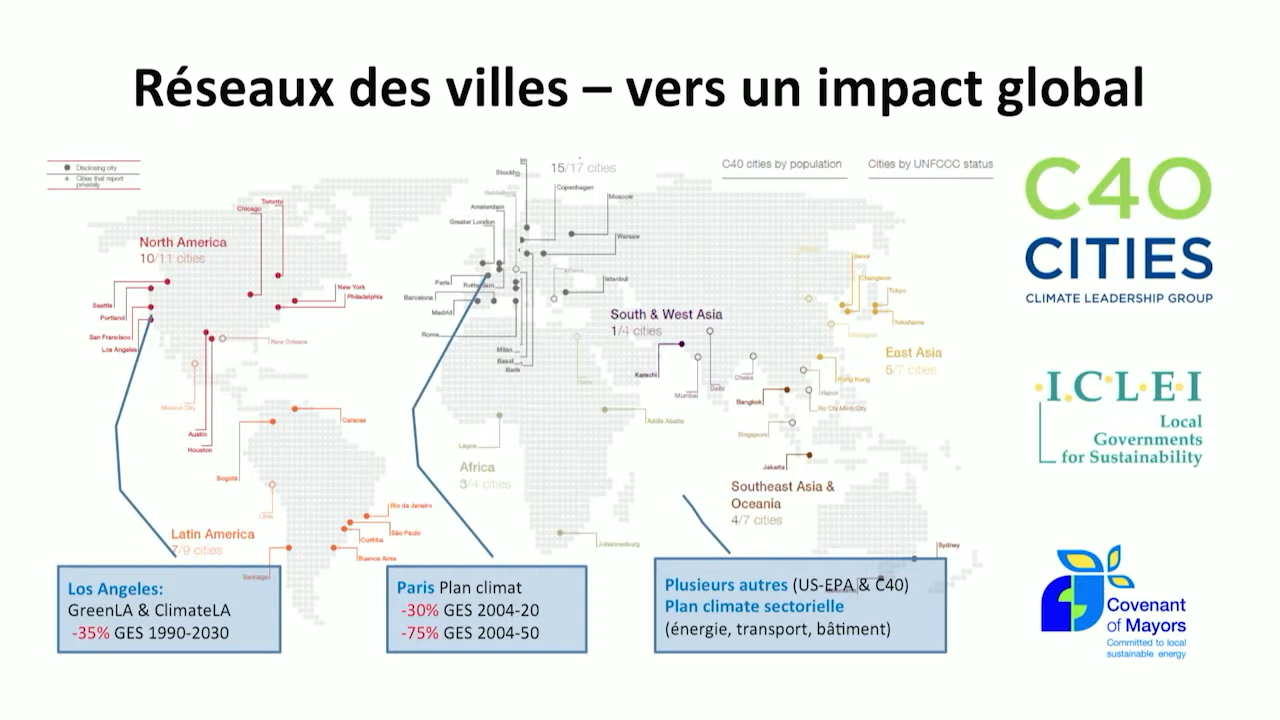 Réseaux des villes – vers un impact global
Disclosing city
Cities that report
privately
15/17 cities
C40 cities by population
Cities by UNFCCC status
Stockho
Heidelberg
Copenhagen
Moscow
Amsterdam
Greater London
Warsaw
Toronto
Chicago
North America
10/11 cities
Seattle
Portland
San Francisco
Los Angeles
New York
Philadelphia
New Orleans
Mexico City
Austin
Houston
Paris
Rotterdam
Barcelona
Madrid
Rome
Milan
Basel
Athens
Istanbul
South & West Asia
1/4 cities
Karachi
Mumbai
Delhi
Dhaka
Seoul
Changwon
Tokyo
Yokohama
East Asia
5/7 cities
Hong Kong
Hanoi
Ho Chi Minh City
Bangkok
Singapore
Jakarta
Southeast Asia &
Oceania
4/7 cities
Sydney
Caracas
Bogotá
Lima
Latin America
7/9 cities
Santiago
Rio de Janeiro
São Paulo
Curitiba
Buenos Aires
Lagos
Addis Ababa
Africa
3/4 cities
Johannesburg
Los Angeles:
GreenLA & ClimateLA
-35% GES 1990-2030
Paris Plan climat
-30% GES 2004-20
-75% GES 2004-50
Plusieurs autres (US-EPA & C40)
Plan climate sectorielle
(énergie, transport, bâtiment)
C40
CITIES
CLIMATE LEADERSHIP GROUP
I·C·L·E·I
Local
Governments
for Sustainability
Covenant
of Mayors
Committed to local
sustainable energy